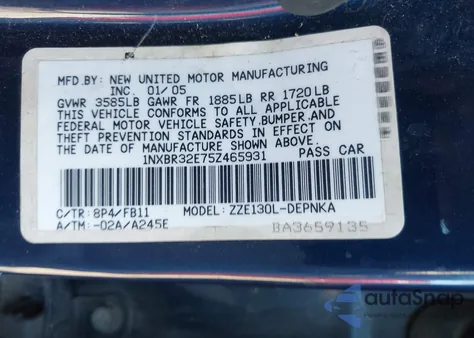 MFD.BY: NEW UNITED MOTOR MANUFACTURING
INC. 01/05
GVWR 3585LB GAWR FR 1885LB RR 1720LB
THIS VEHICLE CONFORMS TO ALL APPLICABLE
FEDERAL MOTOR VEHICLE SAFETY,BUMPER,AND
THEFT PREVENTION STANDARDS IN EFFECT ON
THE DATE OF MANUFACTURE SHOWN ABOVE.
1NXBR32E75Z465931 PASS CAR
C/TR: 8P4/FB11 MODEL: ZZE130L-DEPNKA
A/TM: -02A/A245E BA3659135
autoSnap